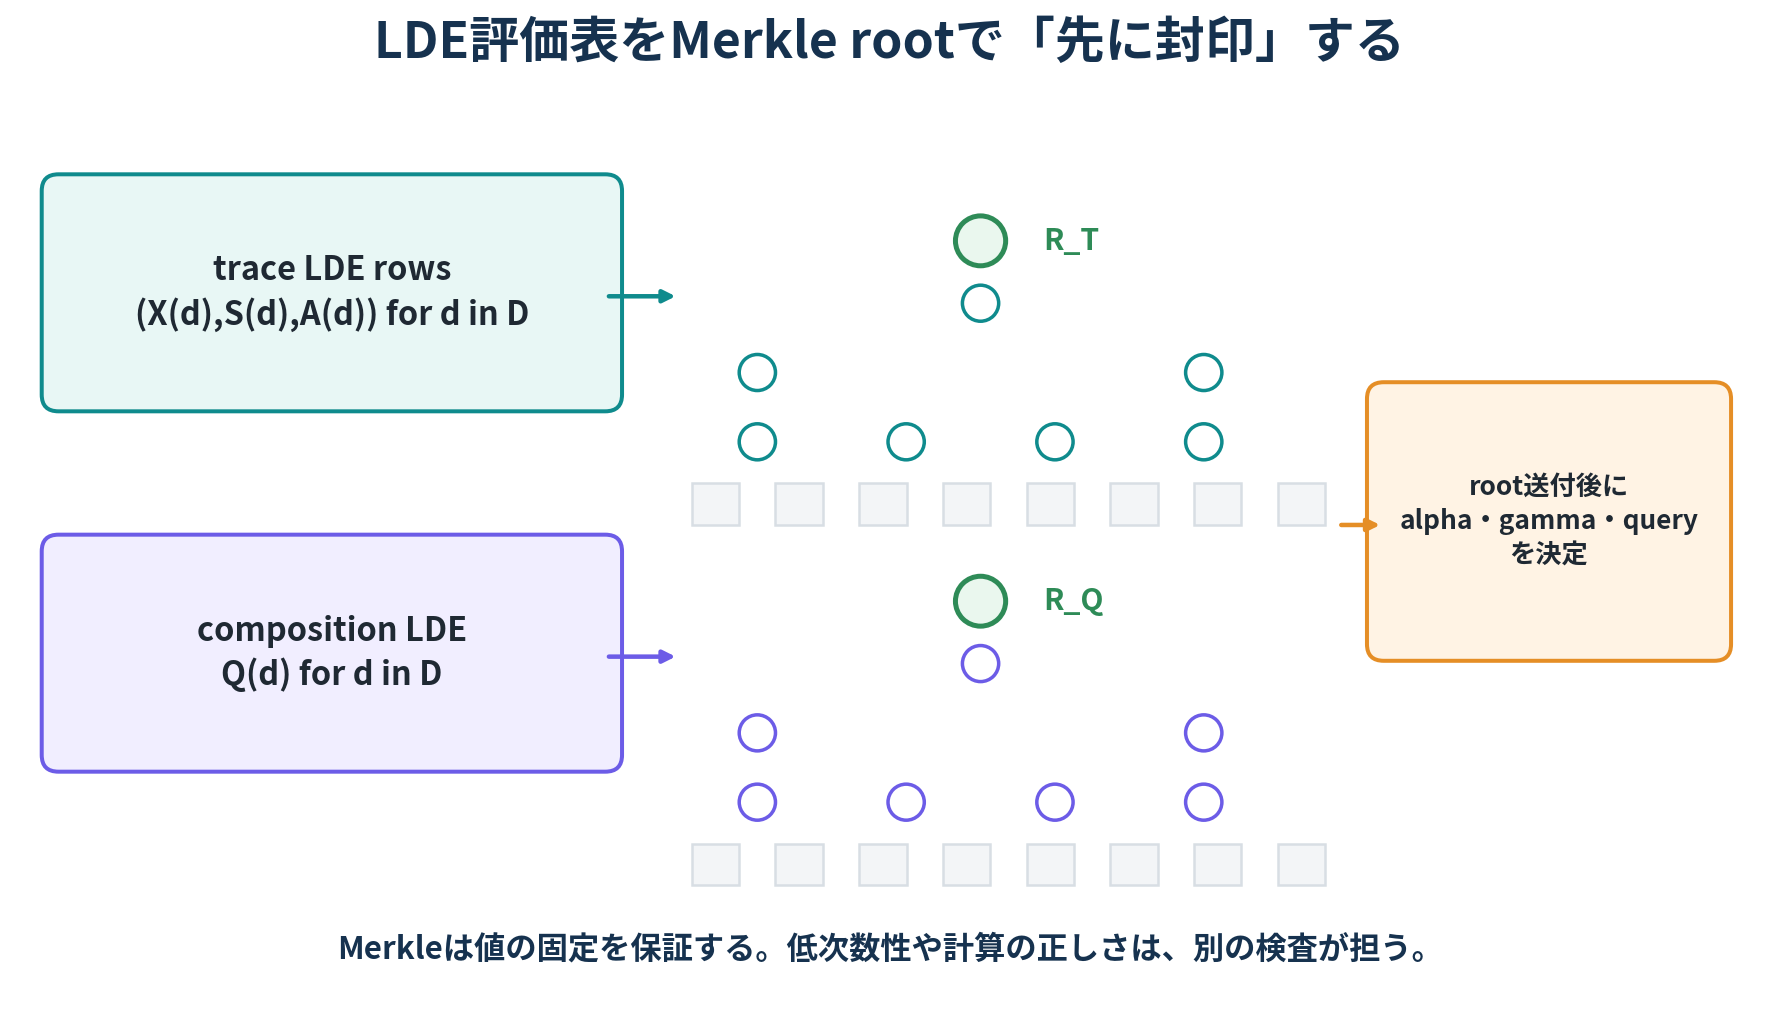 LDE評価表をMerkle rootで「先に封印」する
trace LDE rows
(X(d),S(d),A(d)) for d in D
R_T
root送付後に
alpha・gamma・query
を決定
composition LDE
Q(d) for d in D
R_Q
Merkleは値の固定を保証する。低次数性や計算の正しさは、別の検査が担う。